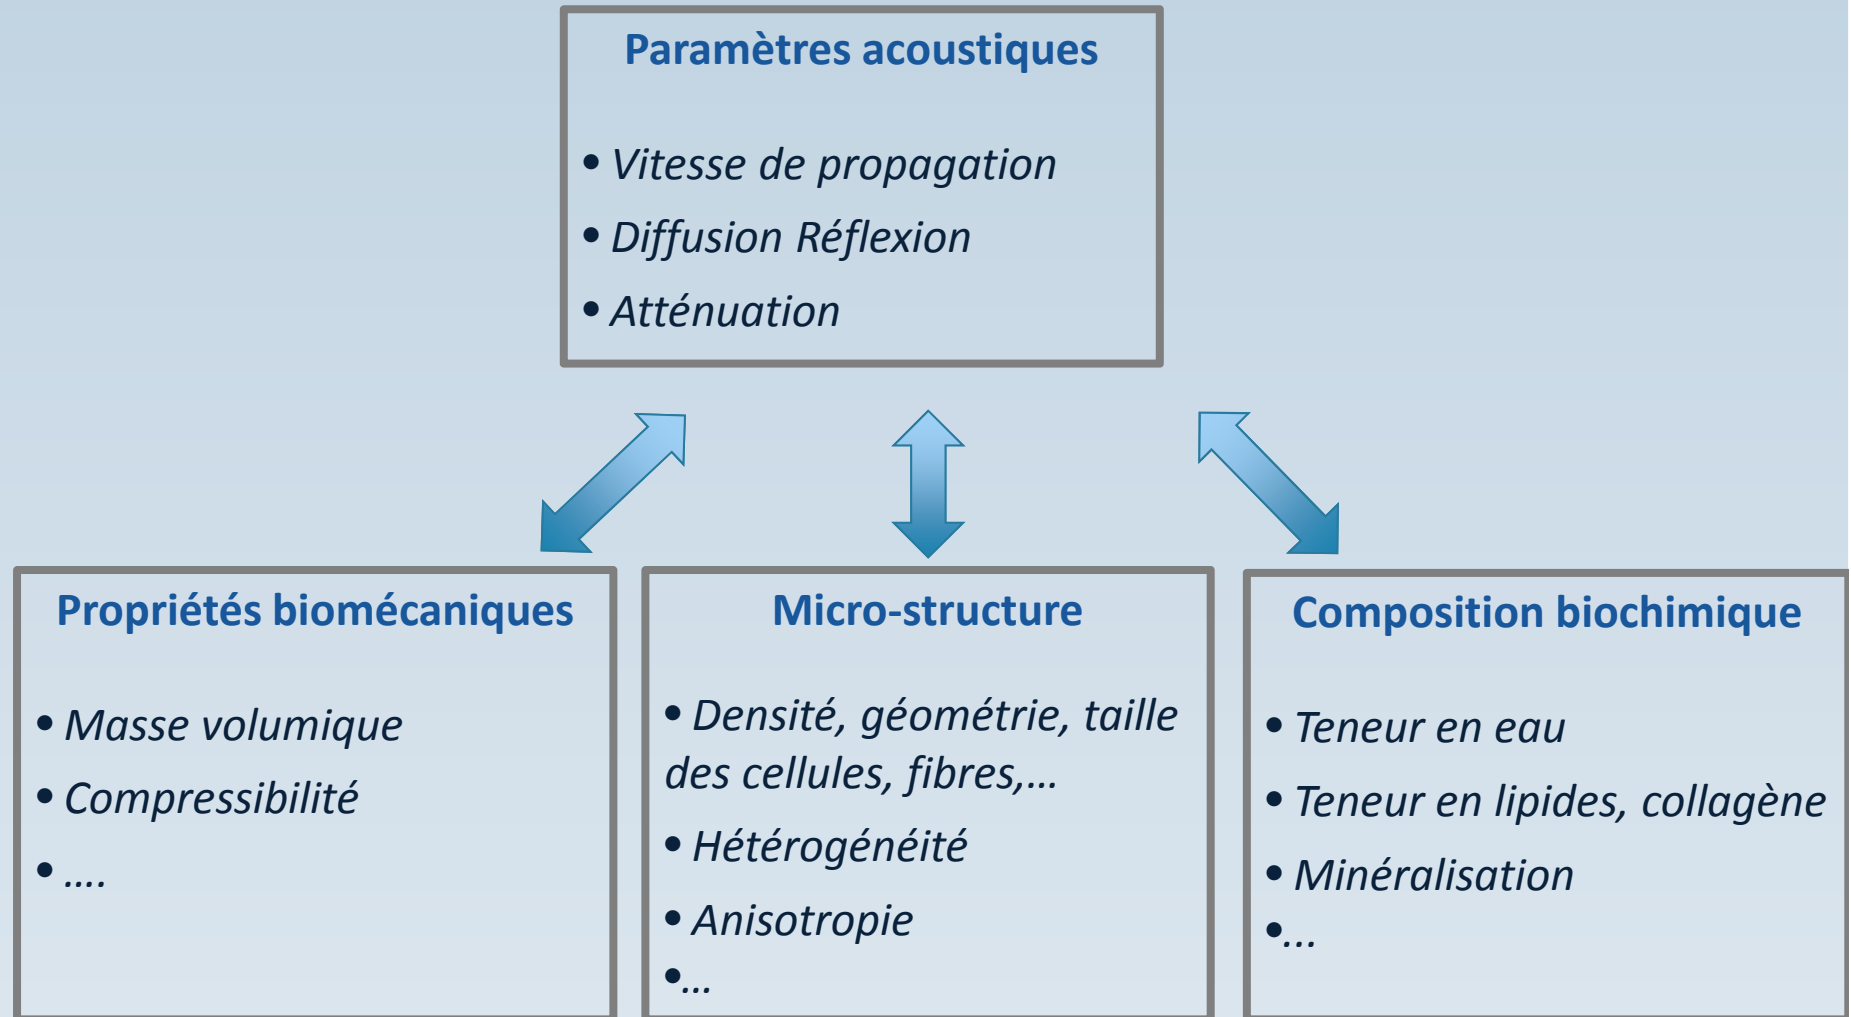 Paramètres acoustiques
• Vitesse de propagation
• Diffusion Réflexion
• Atténuation
Propriétés biomécaniques
• Masse volumique
• Compressibilité
• ....
Micro-structure
• Densité, géométrie, taille
des cellules, fibres,...
• Hétérogénéité
• Anisotropie
•...
Composition biochimique
• Teneur en eau
• Teneur en lipides, collagène
• Minéralisation
•...